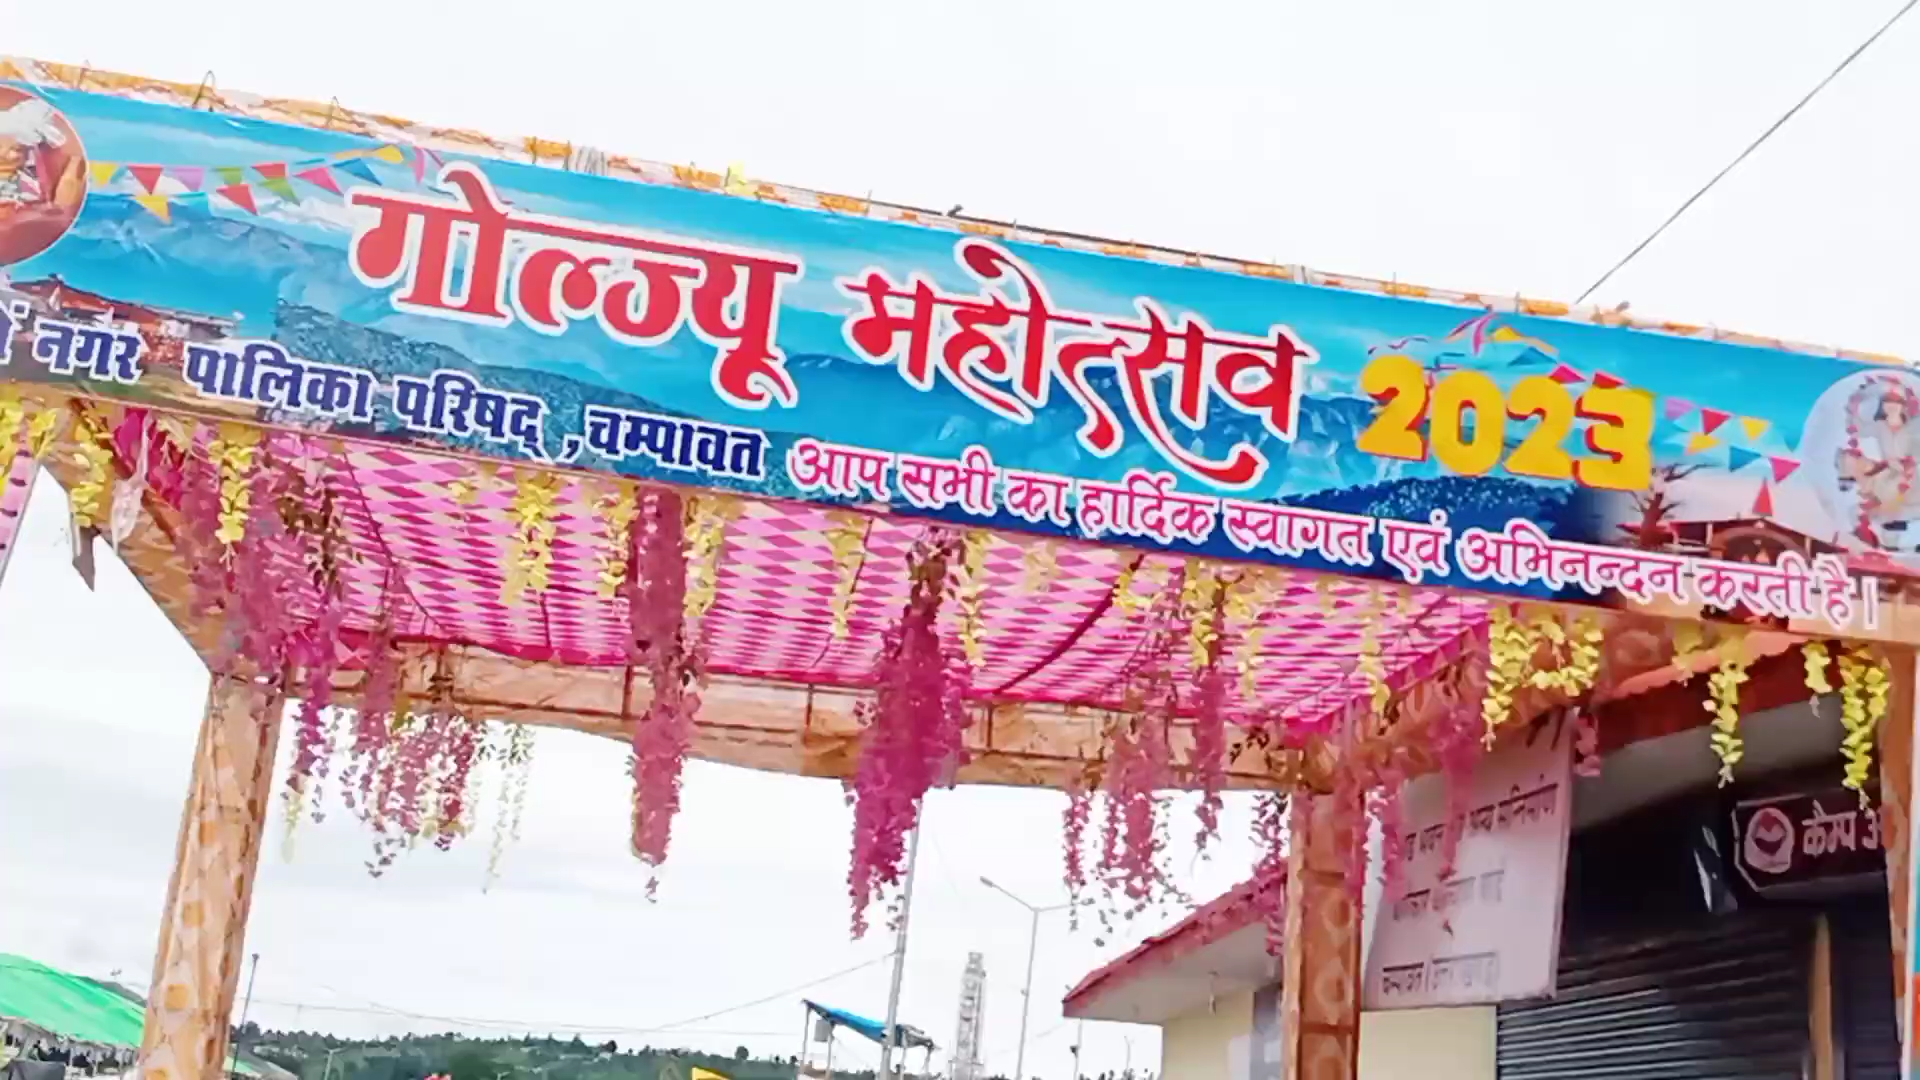 गोल्ज्यू महोत्सव 2023
में नगर पालिका परिषद् ,चम्पावत आप सभी का हार्दिक स्वागत एवं अभिनन्दन करती है।
कैम्प